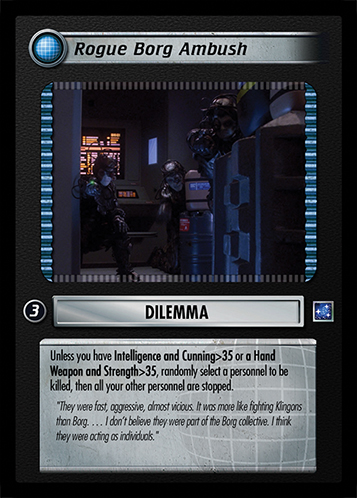 Rogue Borg Ambush
3
DILEMMA
Unless you have Intelligence and Cunning>35 or a Hand
Weapon and Strength>35, randomly select a personnel to be
killed, then all your other personnel are stopped.
"They were fast, aggressive, almost vicious. It was more like fighting Klingons
than Borg. . . . I don't believe they were part of the Borg collective. I think
they were acting as individuals."